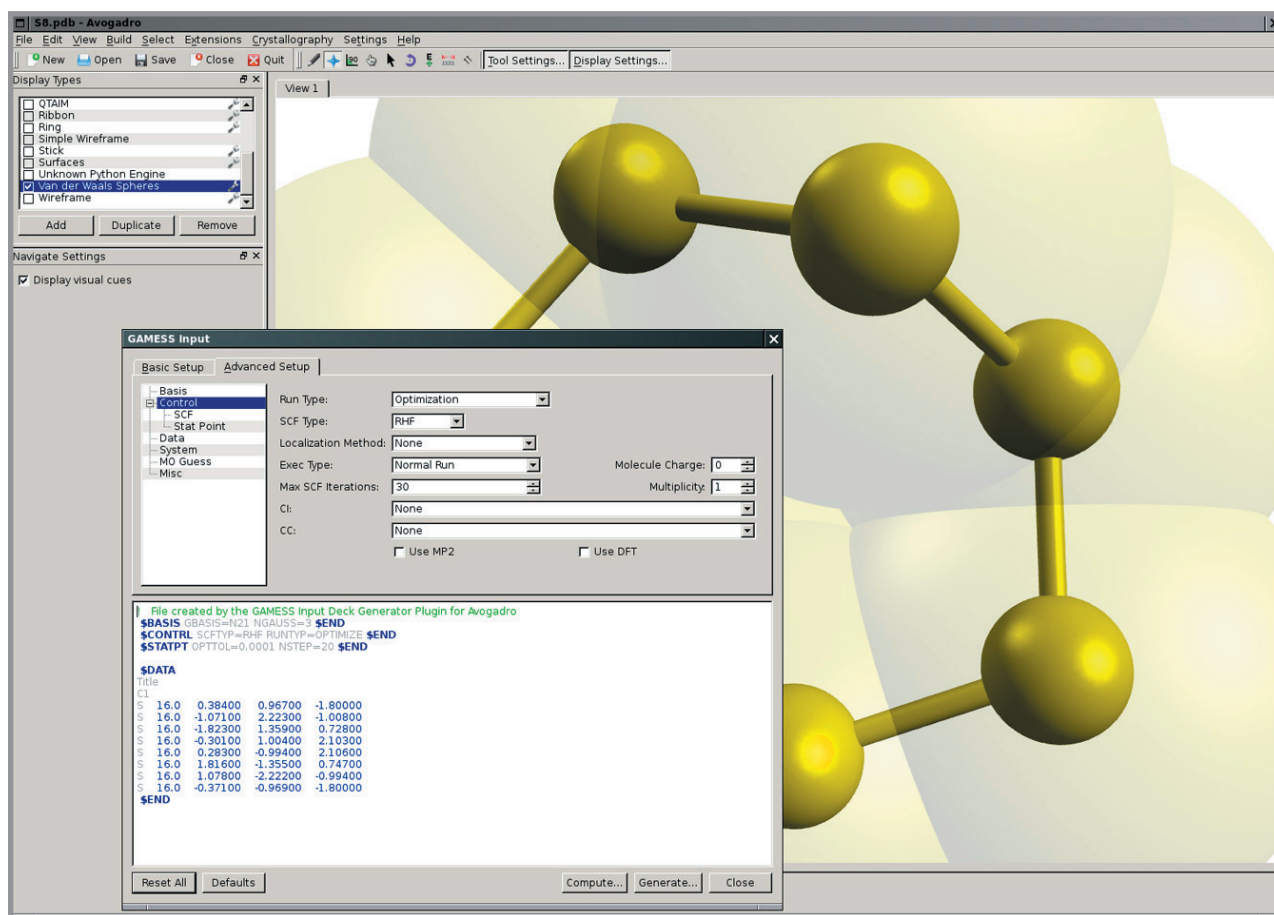 S8.pdb - Avogadro
File Edit View Build Select Extensions Crystallography Settings Help
New Open Save Close Quit Tool Settings... Display Settings...
Display Types
View 1
QTAIM
Ribbon
Ring
Simple Wireframe
Stick
Surfaces
Unknown Python Engine
Van der Waals Spheres
Wireframe
Add Duplicate Remove
Navigate Settings
Display visual cues
GAMESS Input
Basic Setup Advanced Setup
Basis
Control
SCF
Stat Point
Data
System
MO Guess
Misc
Run Type: Optimization
SCF Type: RHF
Localization Method: None
Exec Type: Normal Run Molecule Charge: 0
Max SCF Iterations: 30 Multiplicity: 1
CI: None
CC: None
Use MP2 Use DFT
! File created by the GAMESS Input Deck Generator Plugin for Avogadro
$BASIS GBASIS=N21 NGAUSS=3 $END
$CONTRL SCFTYP=RHF RUNTYP=OPTIMIZE $END
$STATPT OPTTOL=0.0001 NSTEP=20 $END
$DATA
Title
C1
S 16.0 0.38400 0.96700 -1.80000
S 16.0 -1.07100 2.22300 -1.00800
S 16.0 -1.82300 1.35900 0.72800
S 16.0 -0.30100 1.00400 2.10300
S 16.0 0.28300 -0.99400 2.10600
S 16.0 1.81600 -1.35500 0.74700
S 16.0 1.07800 -2.22200 -0.99400
S 16.0 -0.37100 -0.96900 -1.80000
$END
Reset All Defaults Compute... Generate... Close